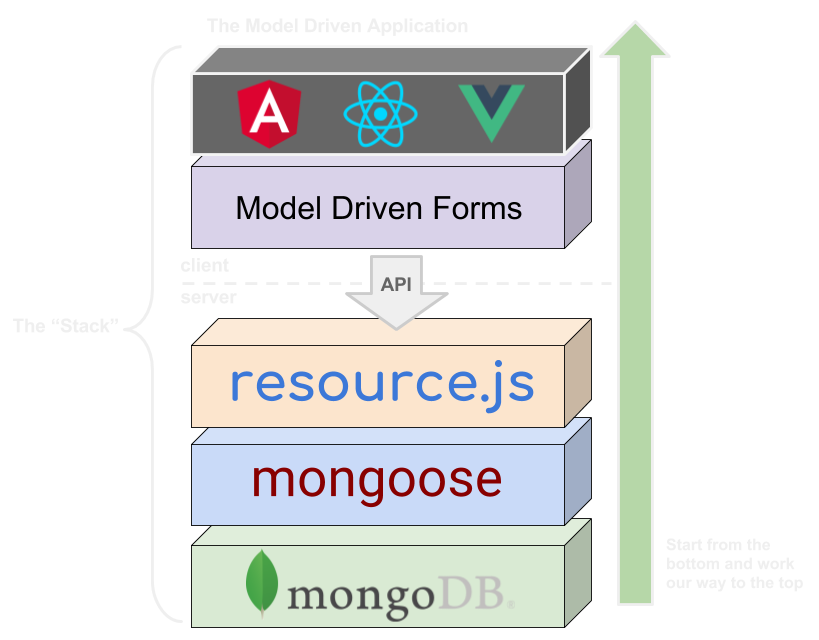 The Model Driven Application
Model Driven Forms
client
API
server
The “Stack”
resource.js
mongoose
mongoDB®
Start from the
bottom and work
our way to the top